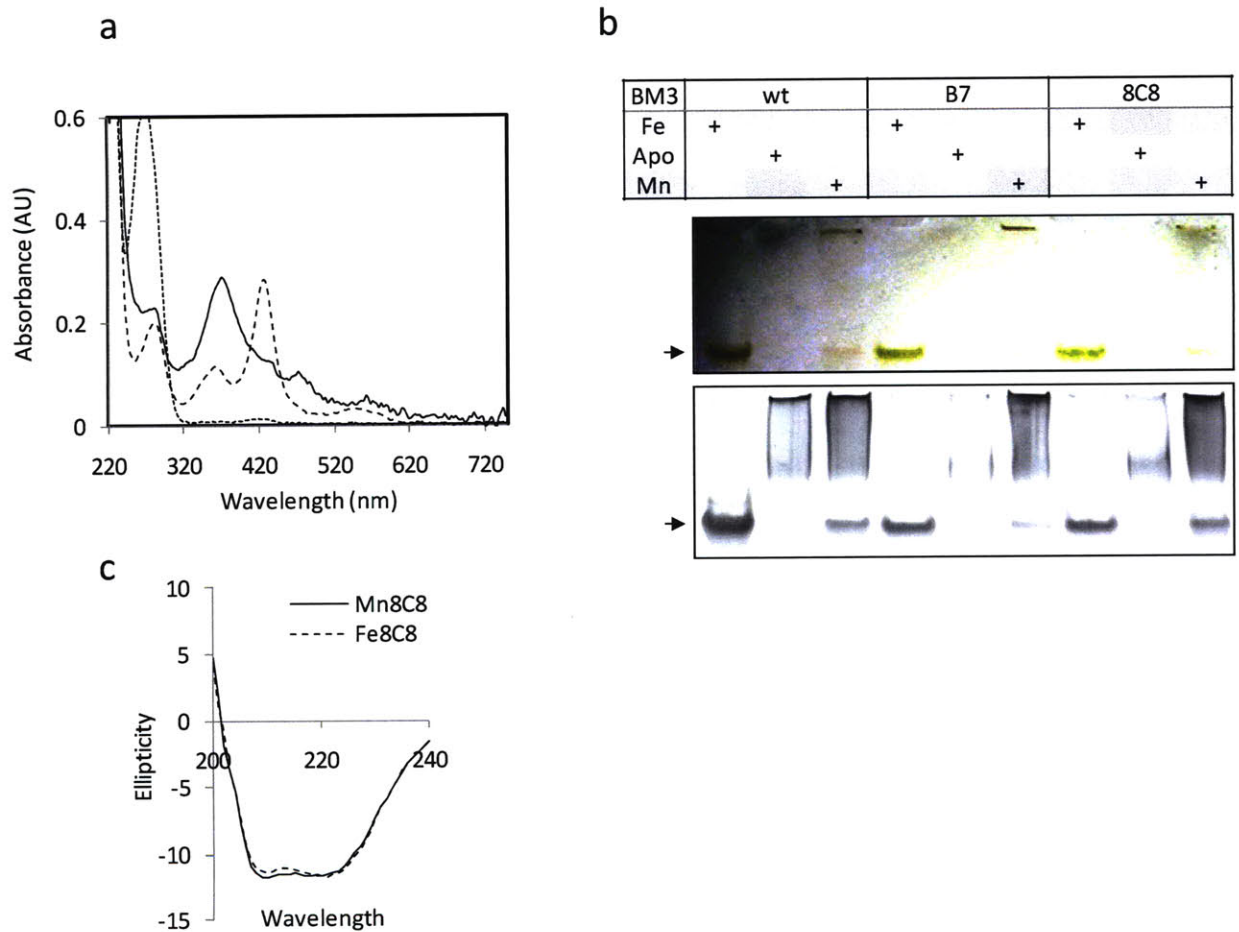 a
0.6
0.4
0.2
0
Absorbance (AU)
220 320 420 520 620 720
Wavelength (nm)
b
BM3 wt B7 8C8
Fe + + +
Apo + + +
Mn + + +
c
10
5
0
-5
-10
-15
Ellipticity
Mn8C8
Fe8C8
200 220 240
Wavelength